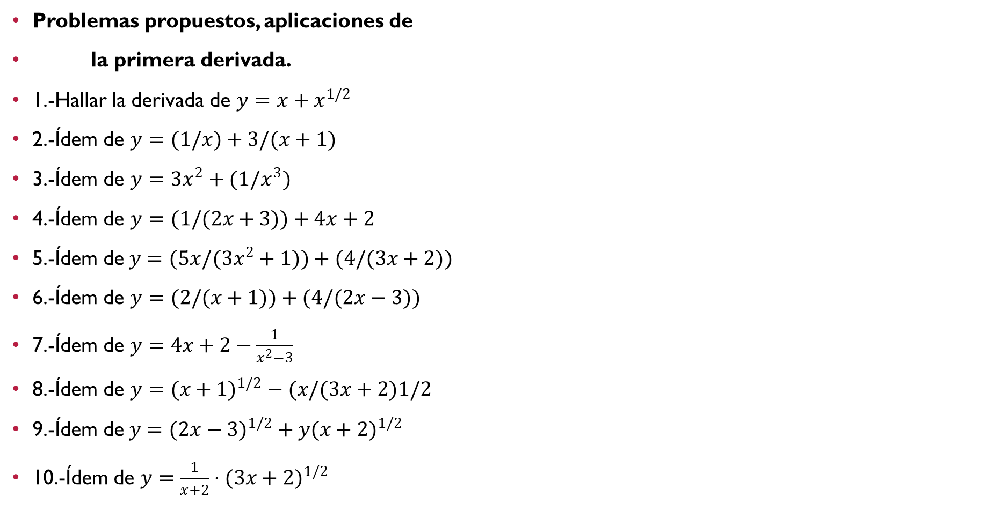 • Problemas propuestos, aplicaciones de
• la primera derivada.
• 1.-Hallar la derivada de $y = x + x^{1/2}$
• 2.-Ídem de $y = (1/x) + 3/(x + 1)$
• 3.-Ídem de $y = 3x^2 + (1/x^3)$
• 4.-Ídem de $y = (1/(2x + 3)) + 4x + 2$
• 5.-Ídem de $y = (5x/(3x^2 + 1)) + (4/(3x + 2))$
• 6.-Ídem de $y = (2/(x + 1)) + (4/(2x - 3))$
• 7.-Ídem de $y = 4x + 2 - \frac{1}{x^2-3}$
• 8.-Ídem de $y = (x + 1)^{1/2} - (x/(3x + 2)1/2$
• 9.-Ídem de $y = (2x - 3)^{1/2} + y(x + 2)^{1/2}$
• 10.-Ídem de $y = \frac{1}{x+2} \cdot (3x + 2)^{1/2}$